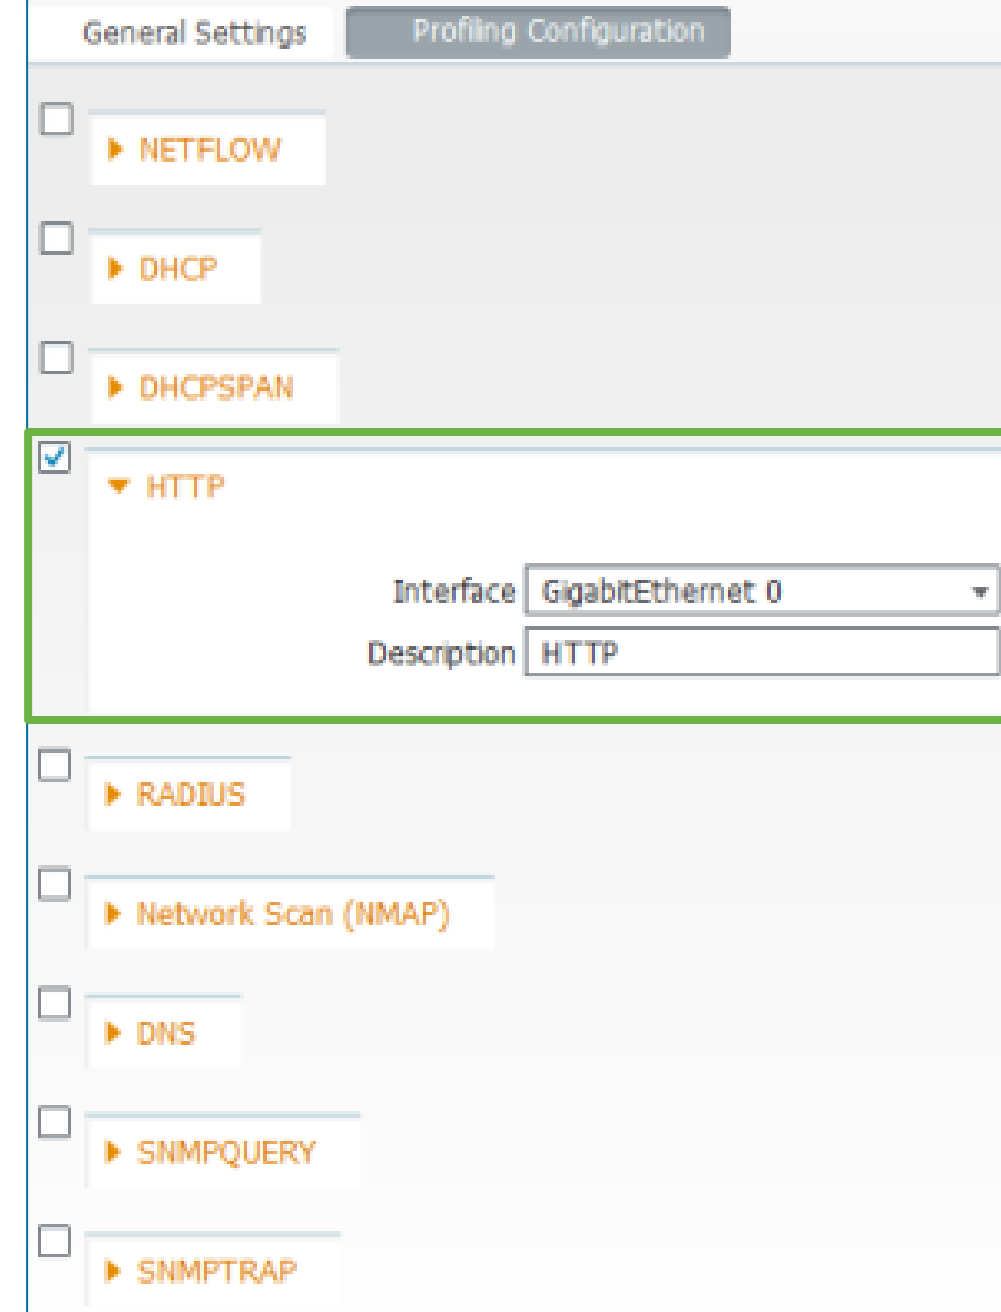 General Settings Profiling Configuration
NETFLOW
DHCP
DHCPSPAN
HTTP
Interface GigabitEthernet 0
Description HTTP
RADIUS
Network Scan (NMAP)
DNS
SNMPQUERY
SNMPTRAP